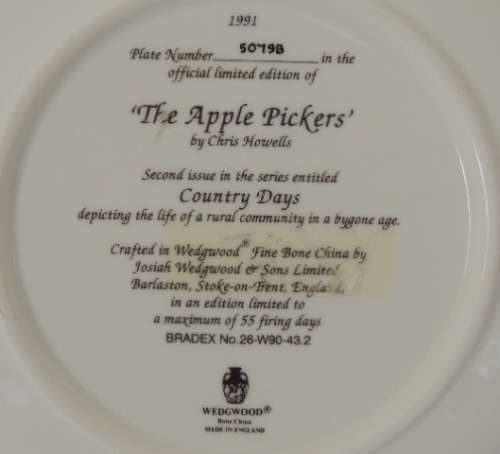 1991
Plate Number 5079B in the
official limited edition of
'The Apple Pickers'
by Chris Howells
Second issue in the series entitled
Country Days
depicting the life of a rural community in a bygone age.
Crafted in Wedgwood® Fine Bone China by
Josiah Wedgwood & Sons Limited
Barlaston, Stoke-on-Trent, England,
in an edition limited to
a maximum of 55 firing days
BRADEX No.26-W90-43.2
WEDGWOOD®
Bone China
MADE IN ENGLAND